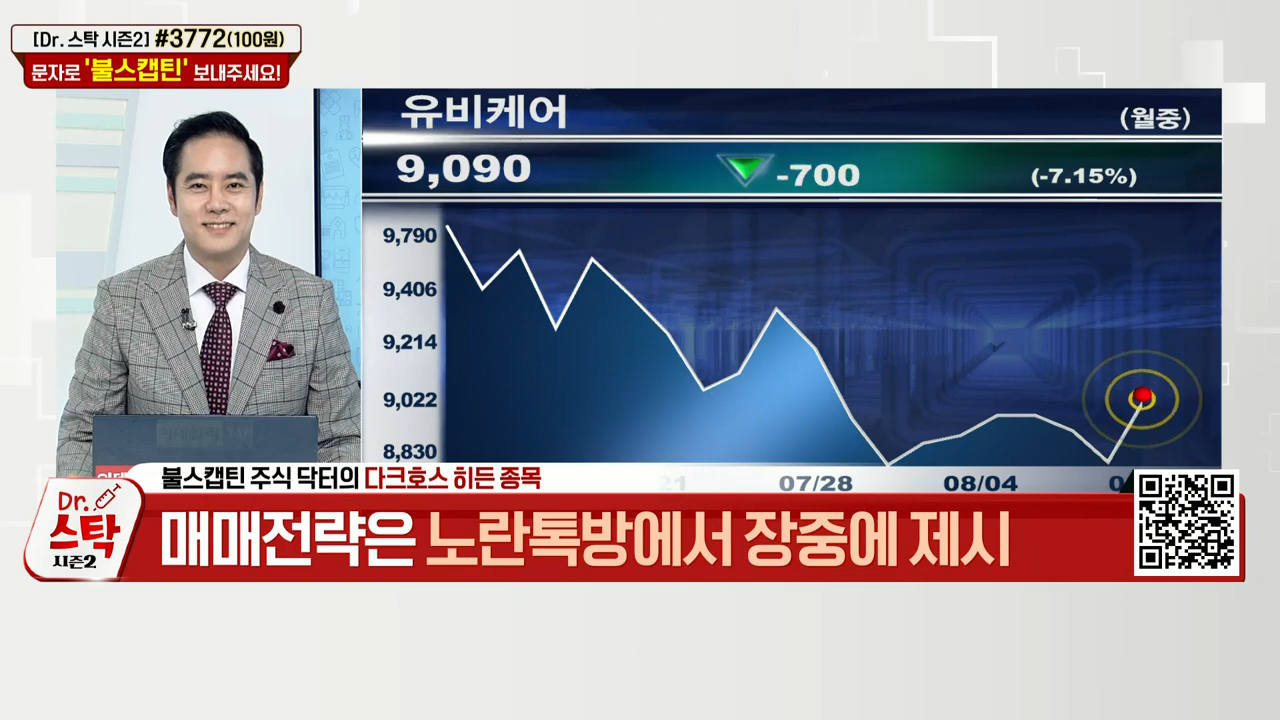 [Dr. 스탁 시즌2] #3772(100원)
문자로 '불스캡틴' 보내주세요!
유비케어
(월중)
9,090
-700
(-7.15%)
9,790
9,406
9,214
9,022
8,830
21
07/28
08/04
불스캡틴 주식 닥터의 다크호스 히든 종목
Dr.
스탁
시즌2
매매전략은 노란톡방에서 장중에 제시